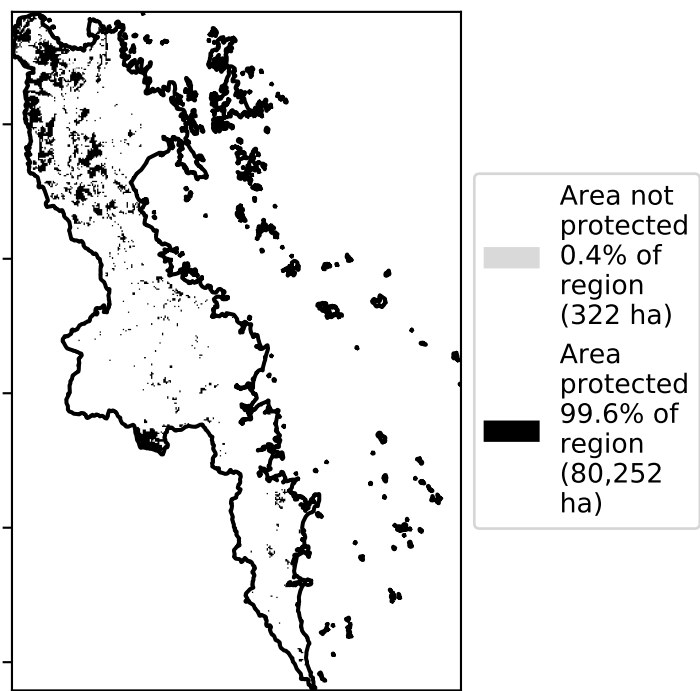 Area not
protected
0.4% of
region
(322 ha)
Area
protected
99.6% of
region
(80,252
ha)